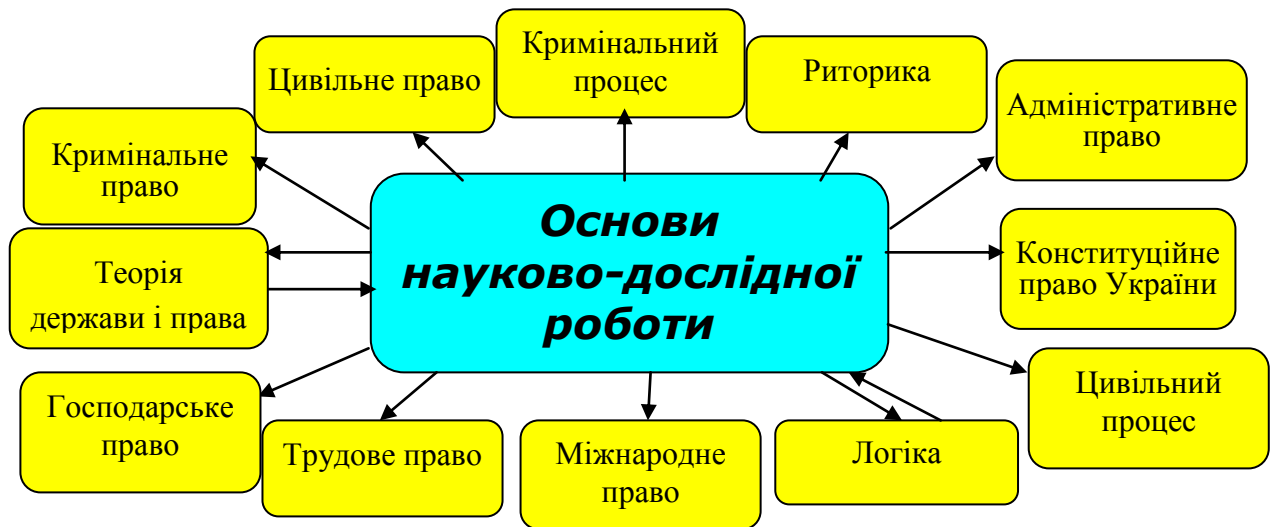 Кримінальний
процес
Цивільне право
Риторика
Адміністративне
право
Кримінальне
право
Основи
науково-дослідної
роботи
Теорія
держави і права
Конституційне
право України
Господарське
право
Трудове право
Міжнародне
право
Логіка
Цивільний
процес